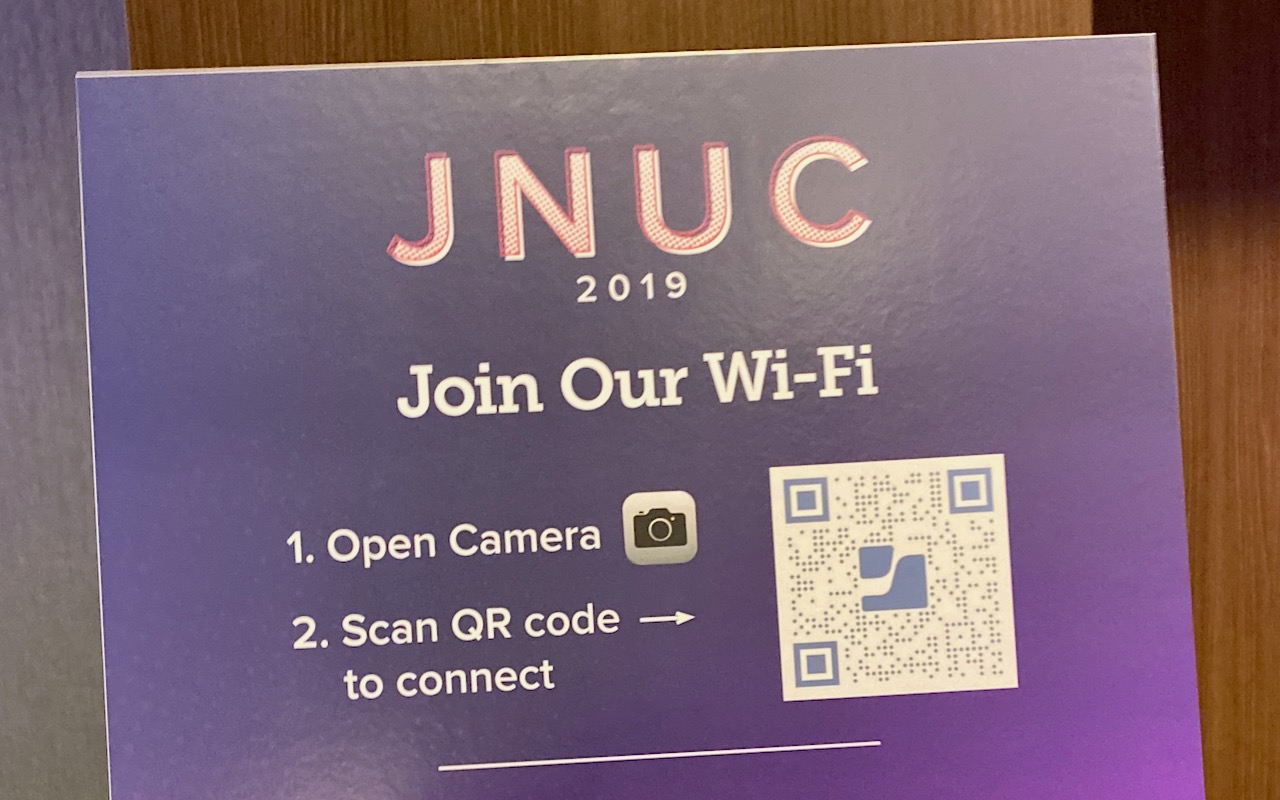 JNUC
2019
Join Our Wi-Fi
1. Open Camera
2. Scan QR code
to connect